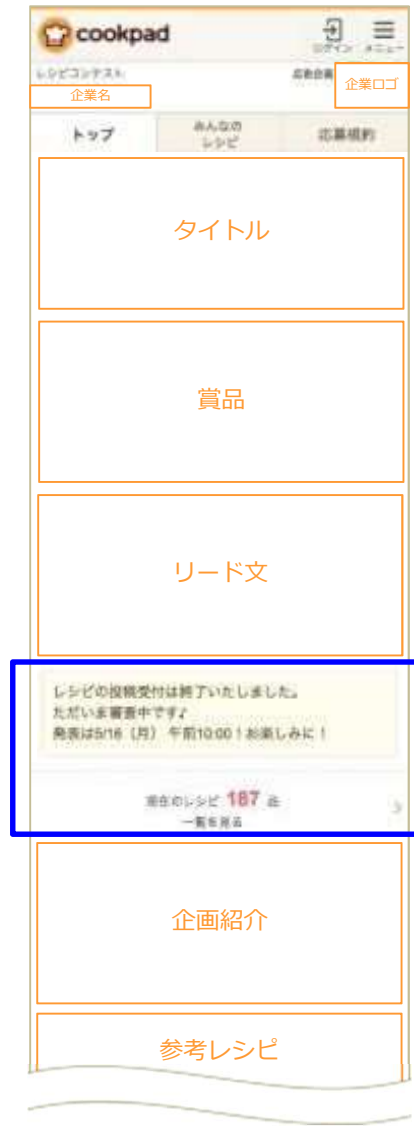 cookpad
ログイン メニュー
レシピコンテスト
企業名
企業ロゴ
トップ
みんなの
レシピ
応募規約
タイトル
賞品
リード文
レシピの投稿受付は終了いたしました。
ただいま審査中です♪
発表は5/16（月） 午前10:00！お楽しみに！
現在のレシピ 187 品
一覧を見る
企画紹介
参考レシピ